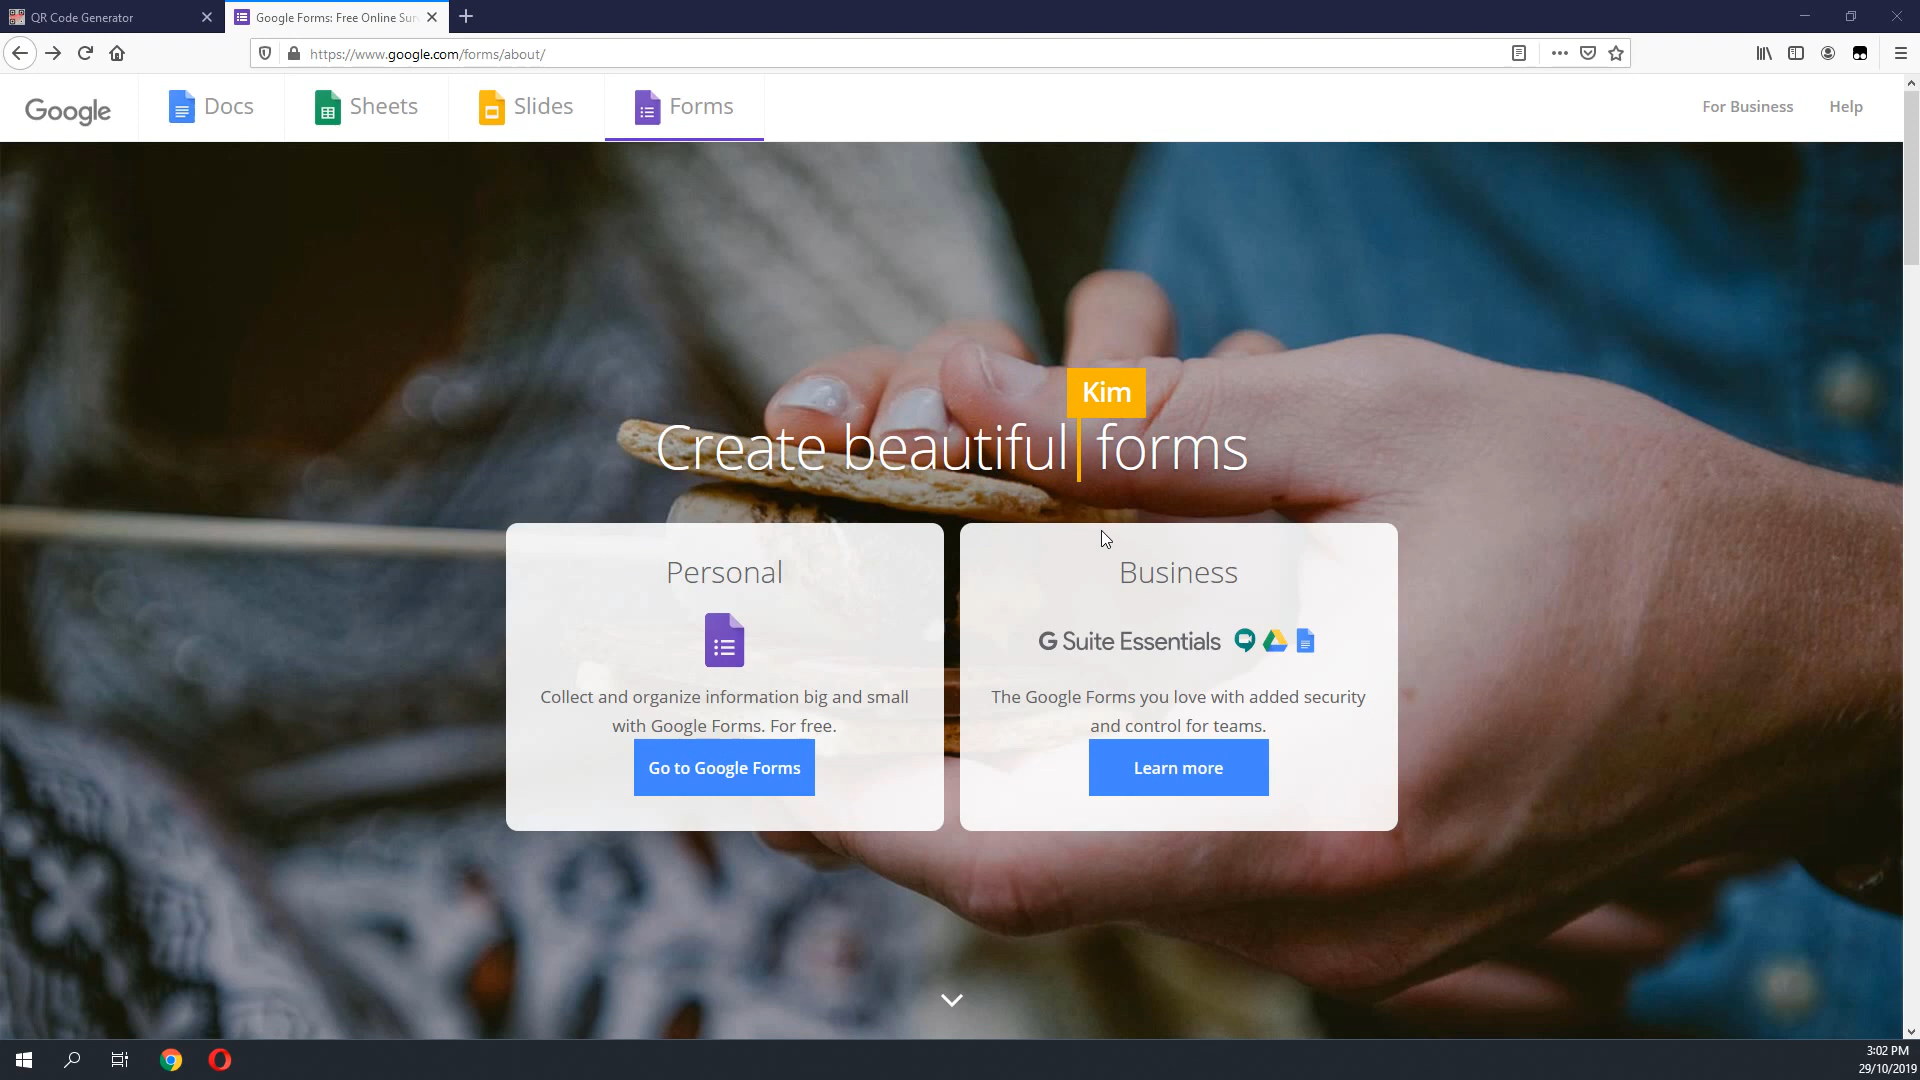 QR Code Generator
Google Forms: Free Online Sur
https://www.google.com/forms/about/
Google
Docs
Sheets
Slides
Forms
For Business
Help
Kim
Create beautiful forms
Personal
Collect and organize information big and small
with Google Forms. For free.
Go to Google Forms
Business
G Suite Essentials
The Google Forms you love with added security
and control for teams.
Learn more
3:02 PM
29/10/2019